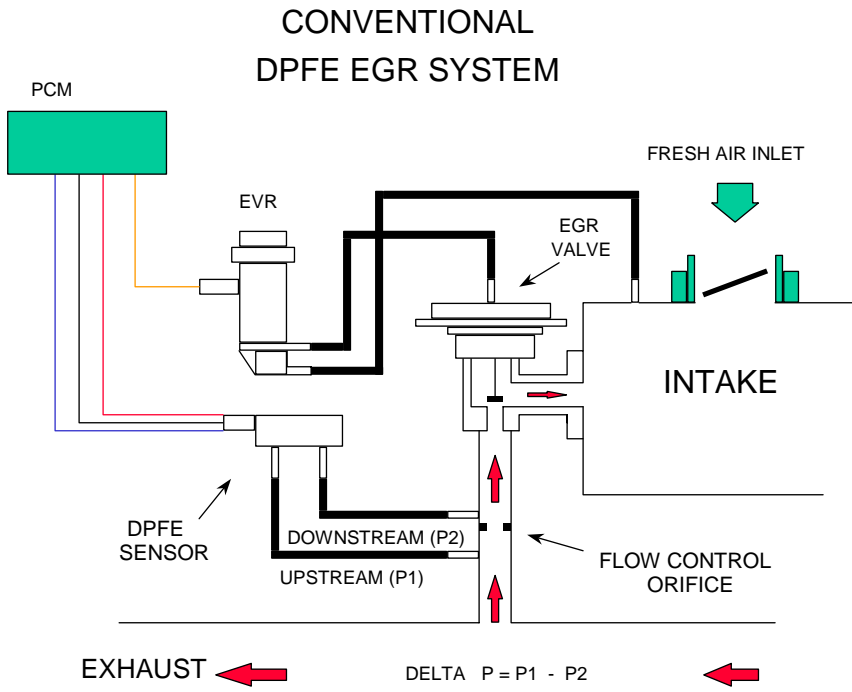 CONVENTIONAL
DPFE EGR SYSTEM
PCM
FRESH AIR INLET
EVR
EGR
VALVE
INTAKE
DPFE
SENSOR
DOWNSTREAM (P2)
UPSTREAM (P1)
FLOW CONTROL
ORIFICE
EXHAUST
DELTA P = P1 - P2